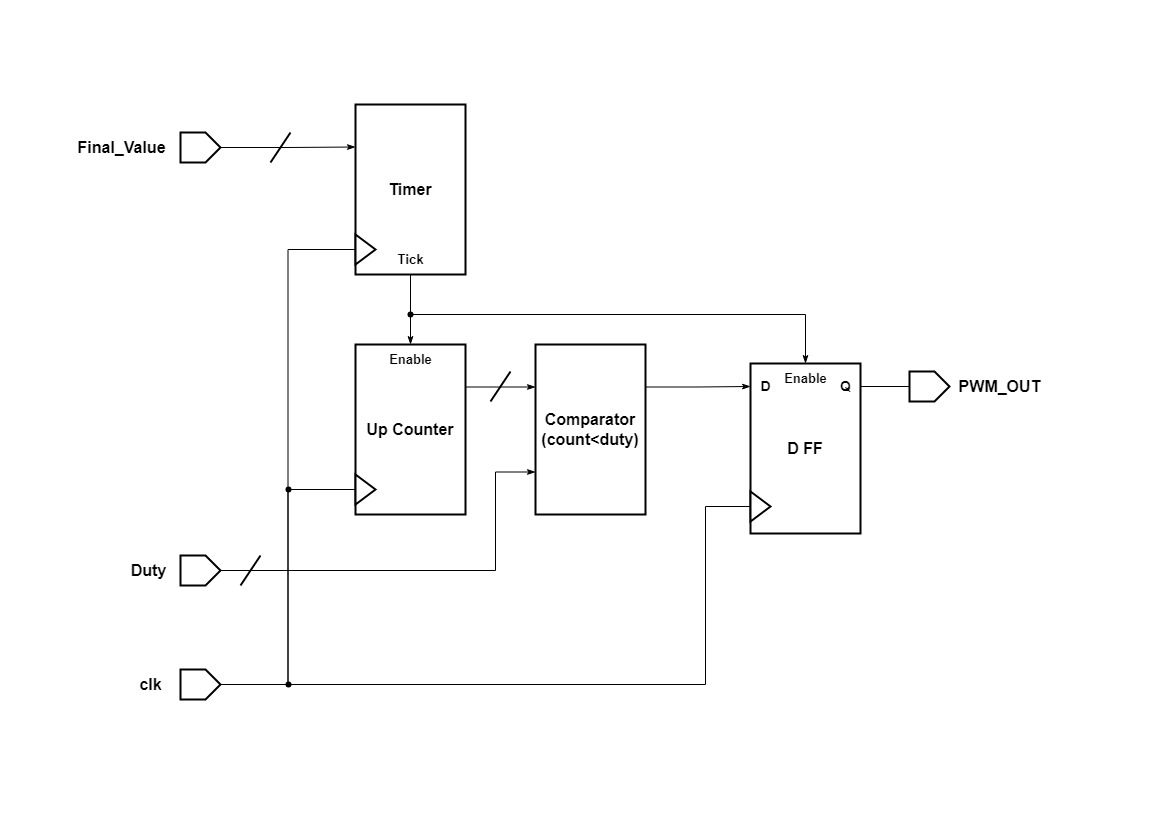 Final_Value
Timer
Tick
Enable
Up Counter
Comparator
(count<duty)
D
Enable
Q
D FF
PWM_OUT
Duty
clk